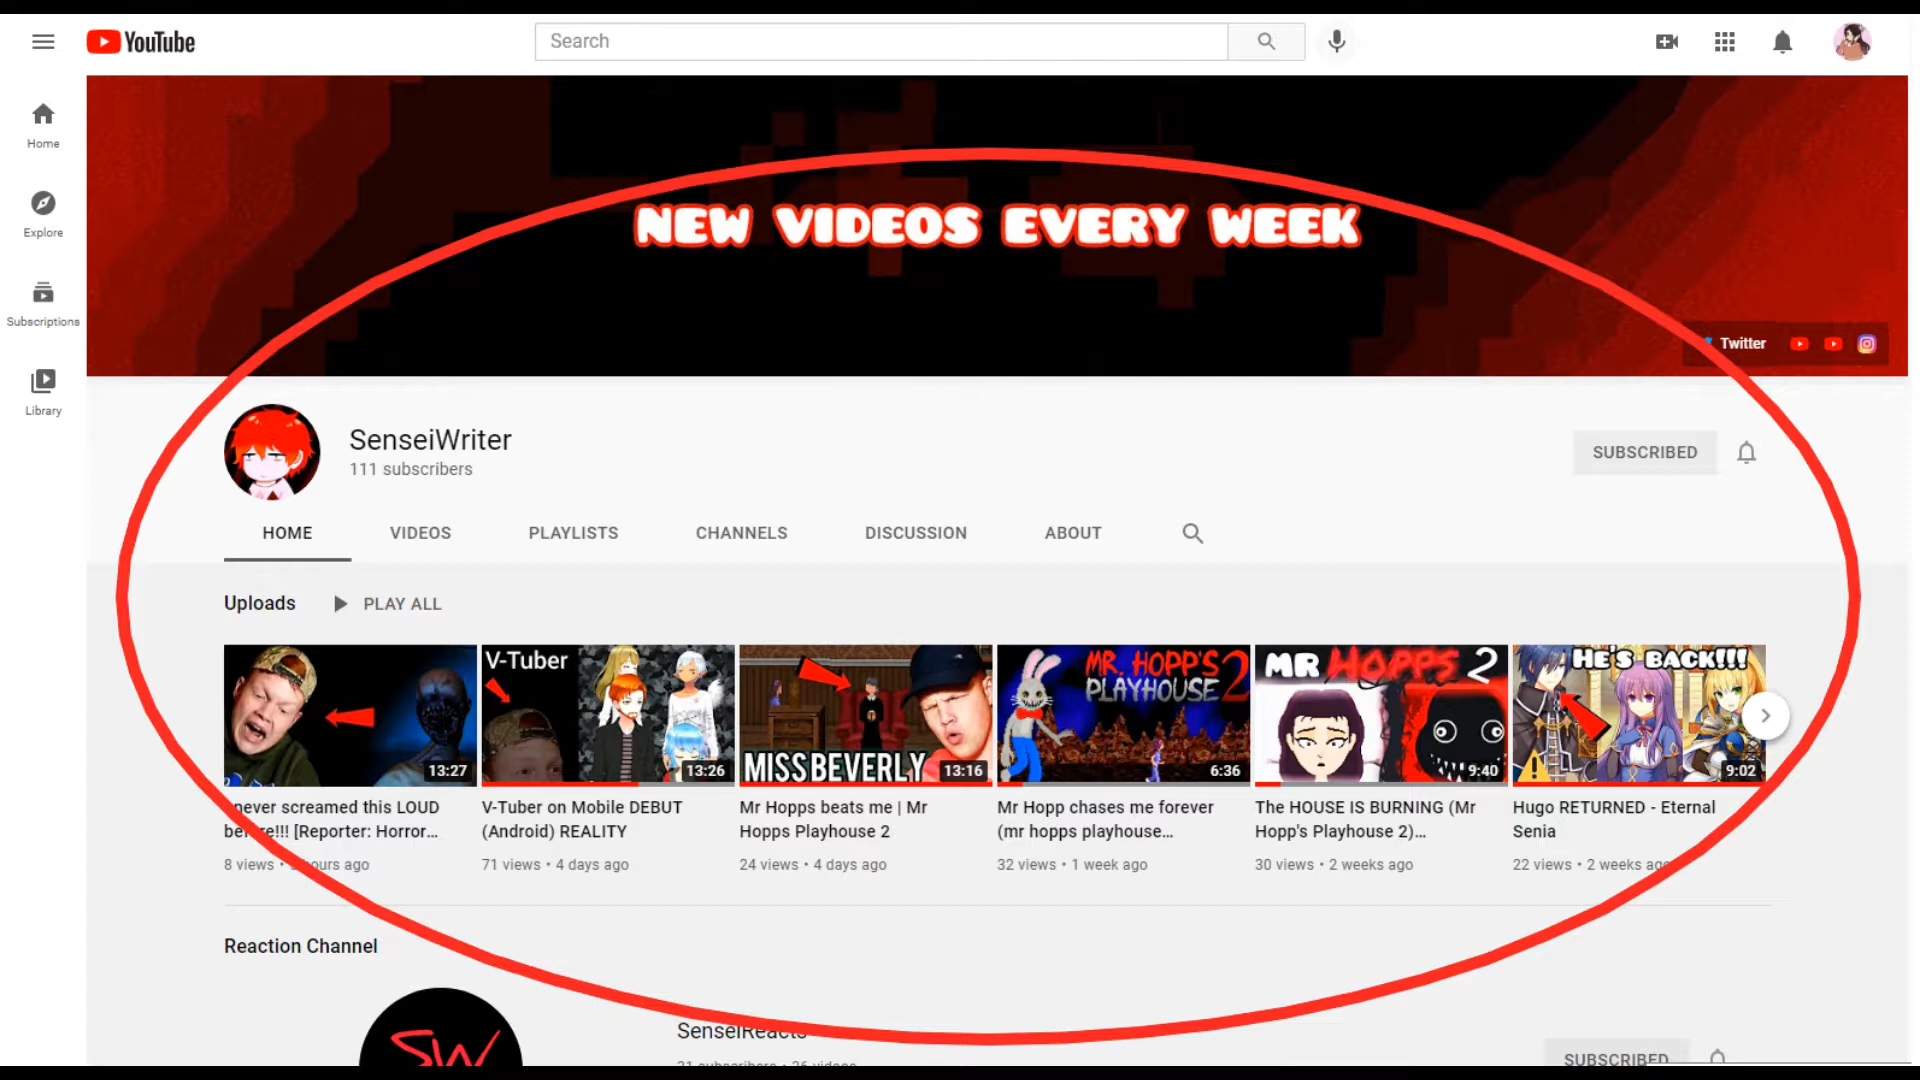 YouTube
Search
Home
Explore
Subscriptions
Library
NEW VIDEOS EVERY WEEK
Twitter
SenseiWriter
111 subscribers
SUBSCRIBED
HOME VIDEOS PLAYLISTS CHANNELS DISCUSSION ABOUT
Uploads PLAY ALL
13:27
V-Tuber
13:26
MISS BEVERLY
13:16
MR. HOPP'S
PLAYHOUSE 2
6:36
MR HOPPS 2
9:40
HE'S BACK!!!
9:02
never screamed this LOUD
before!!! [Reporter: Horror...
8 views • hours ago
V-Tuber on Mobile DEBUT
(Android) REALITY
71 views • 4 days ago
Mr Hopps beats me | Mr
Hopps Playhouse 2
24 views • 4 days ago
Mr Hopp chases me forever
(mr hopps playhouse...
32 views • 1 week ago
The HOUSE IS BURNING (Mr
Hopp's Playhouse 2)...
30 views • 2 weeks ago
Hugo RETURNED - Eternal
Senia
22 views • 2 weeks ago
Reaction Channel
SW
SenseiReacts
SUBSCRIBED